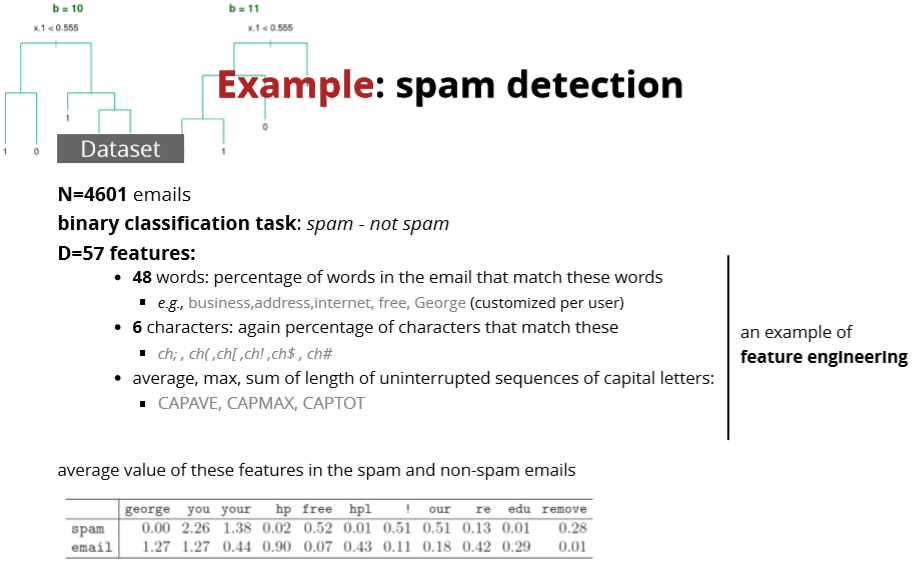 b = 10
b = 11
x.1 < 0.555
x.1 < 0.555
Example: spam detection
1
0
1 0
1
Dataset
N=4601 emails
binary classification task: spam - not spam
D=57 features:
• 48 words: percentage of words in the email that match these words
▪ e.g., business,address,internet, free, George (customized per user)
• 6 characters: again percentage of characters that match these
▪ ch; , ch( ,ch[ ,ch! ,ch$ , ch#
• average, max, sum of length of uninterrupted sequences of capital letters:
▪ CAPAVE, CAPMAX, CAPTOT
an example of
feature engineering
average value of these features in the spam and non-spam emails
george you your hp free hpl ! our re edu remove
spam 0.00 2.26 1.38 0.02 0.52 0.01 0.51 0.51 0.13 0.01 0.28
email 1.27 1.27 0.44 0.90 0.07 0.43 0.11 0.18 0.42 0.29 0.01